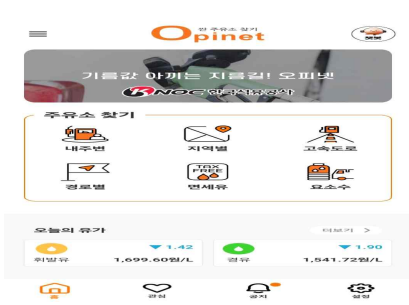 싼 주유소 찾기
Opinet
챗봇
기름값 아끼는 지름길! 오피넷
KNOC 한국석유공사
주유소 찾기
내주변 지역별 고속도로
TAX FREE
경로별 면세유 요소수
오늘의 유가 더보기 >
▼ 1.42 ▼ 1.90
휘발유 1,699.60원/L 경유 1,541.72원/L
홈 관심 공지 설정